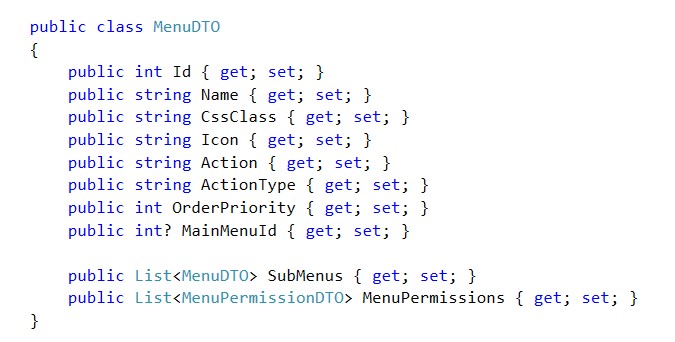 public class MenuDTO
{
    public int Id { get; set; }
    public string Name { get; set; }
    public string CssClass { get; set; }
    public string Icon { get; set; }
    public string Action { get; set; }
    public string ActionType { get; set; }
    public int OrderPriority { get; set; }
    public int? MainMenuId { get; set; }

    public List<MenuDTO> SubMenus { get; set; }
    public List<MenuPermissionDTO> MenuPermissions { get; set; }
}